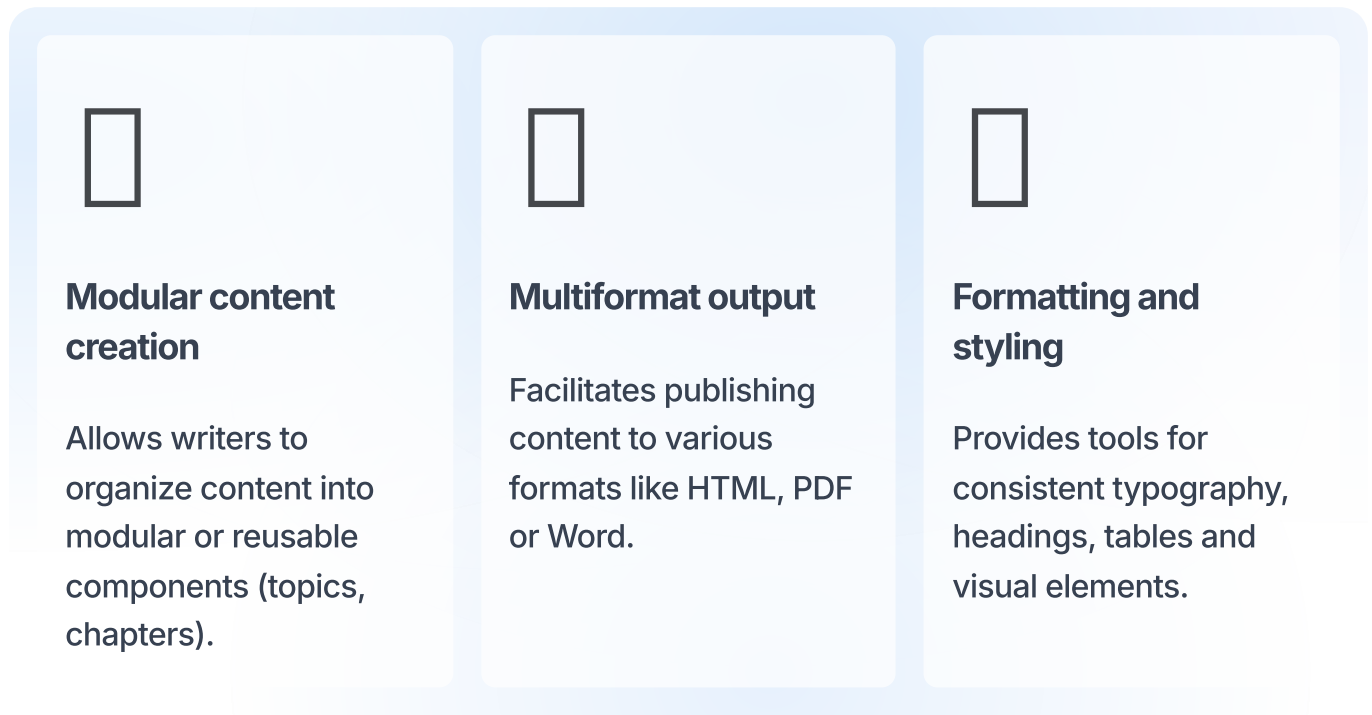 Modular content
creation
Allows writers to
organize content into
modular or reusable
components (topics,
chapters).
Multiformat output
Facilitates publishing
content to various
formats like HTML, PDF
or Word.
Formatting and
styling
Provides tools for
consistent typography,
headings, tables and
visual elements.